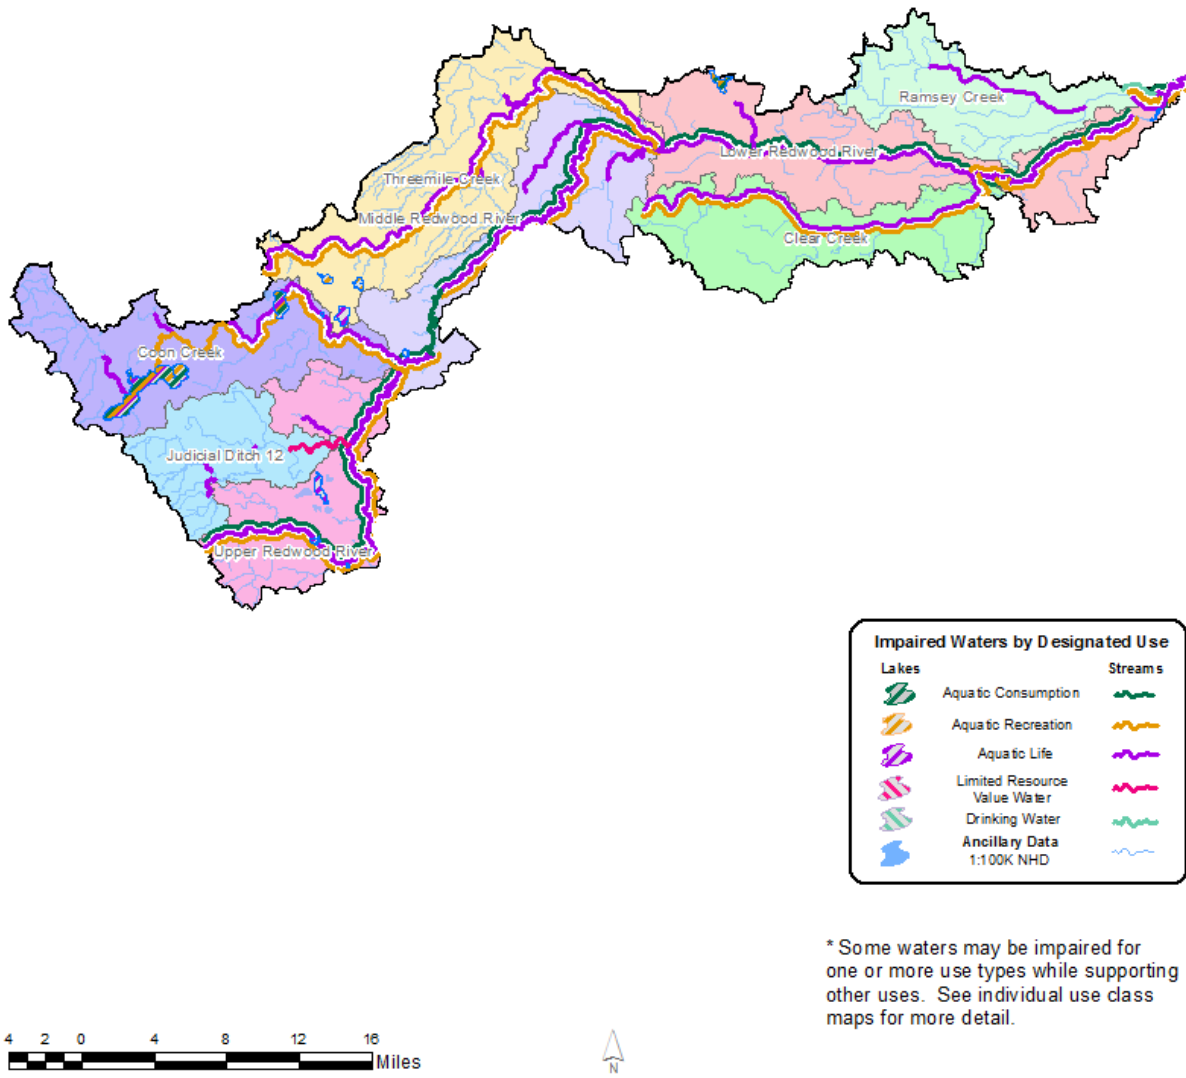 Ramsey Creek
Lower Redwood River
Threemile Creek
Middle Redwood River
Clear Creek
Coon Creek
Judicial Ditch 12
Upper Redwood River
Impaired Waters by Designated Use
Lakes Streams
Aquatic Consumption
Aquatic Recreation
Aquatic Life
Limited Resource
Value Water
Drinking Water
Ancillary Data
1:100K NHD
* Some waters may be impaired for
one or more use types while supporting
other uses. See individual use class
maps for more detail.
4 2 0 4 8 12 16
Miles
N